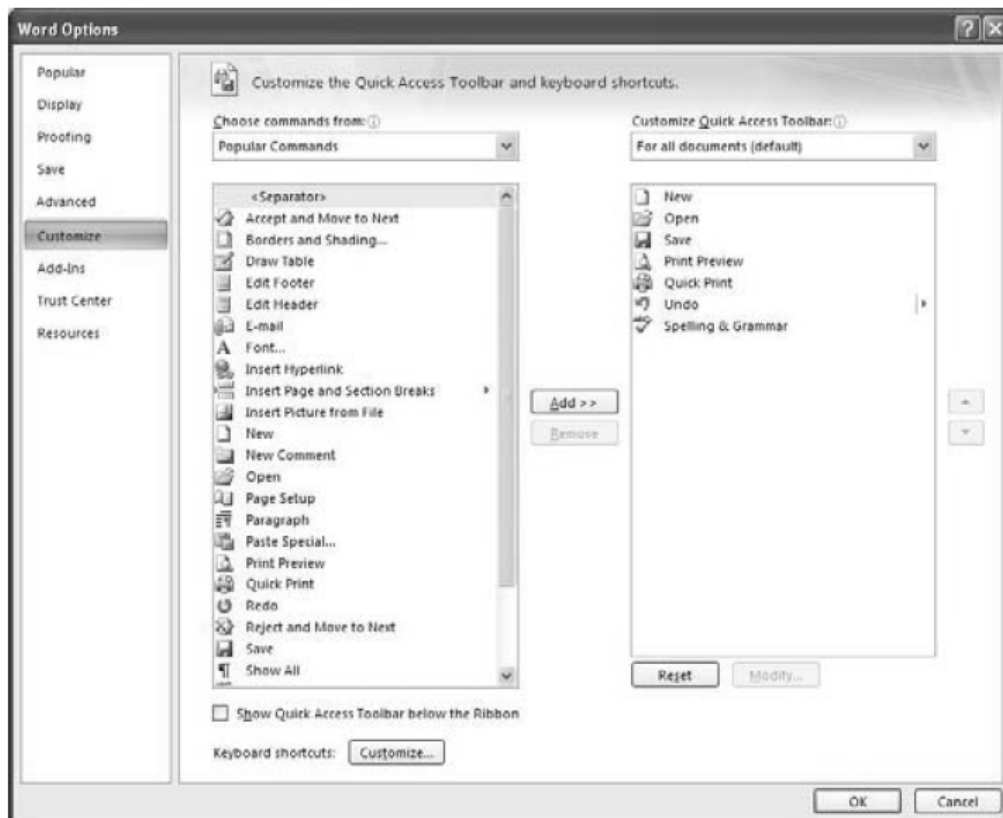 Word Options
Popular
Display
Proofing
Save
Advanced
Customize
Add-Ins
Trust Center
Resources
Customize the Quick Access Toolbar and keyboard shortcuts.
Choose commands from:
Popular Commands
<Separator>
Accept and Move to Next
Borders and Shading...
Draw Table
Edit Footer
Edit Header
E-mail
Font...
Insert Hyperlink
Insert Page and Section Breaks
Insert Picture from File
New
New Comment
Open
Page Setup
Paragraph
Paste Special...
Print Preview
Quick Print
Redo
Reject and Move to Next
Save
Show All
Show Quick Access Toolbar below the Ribbon
Keyboard shortcuts: Customize...
Add >>
Remove
Customize Quick Access Toolbar:
For all documents (default)
New
Open
Save
Print Preview
Quick Print
Undo
Spelling & Grammar
Reset Modify...
OK Cancel